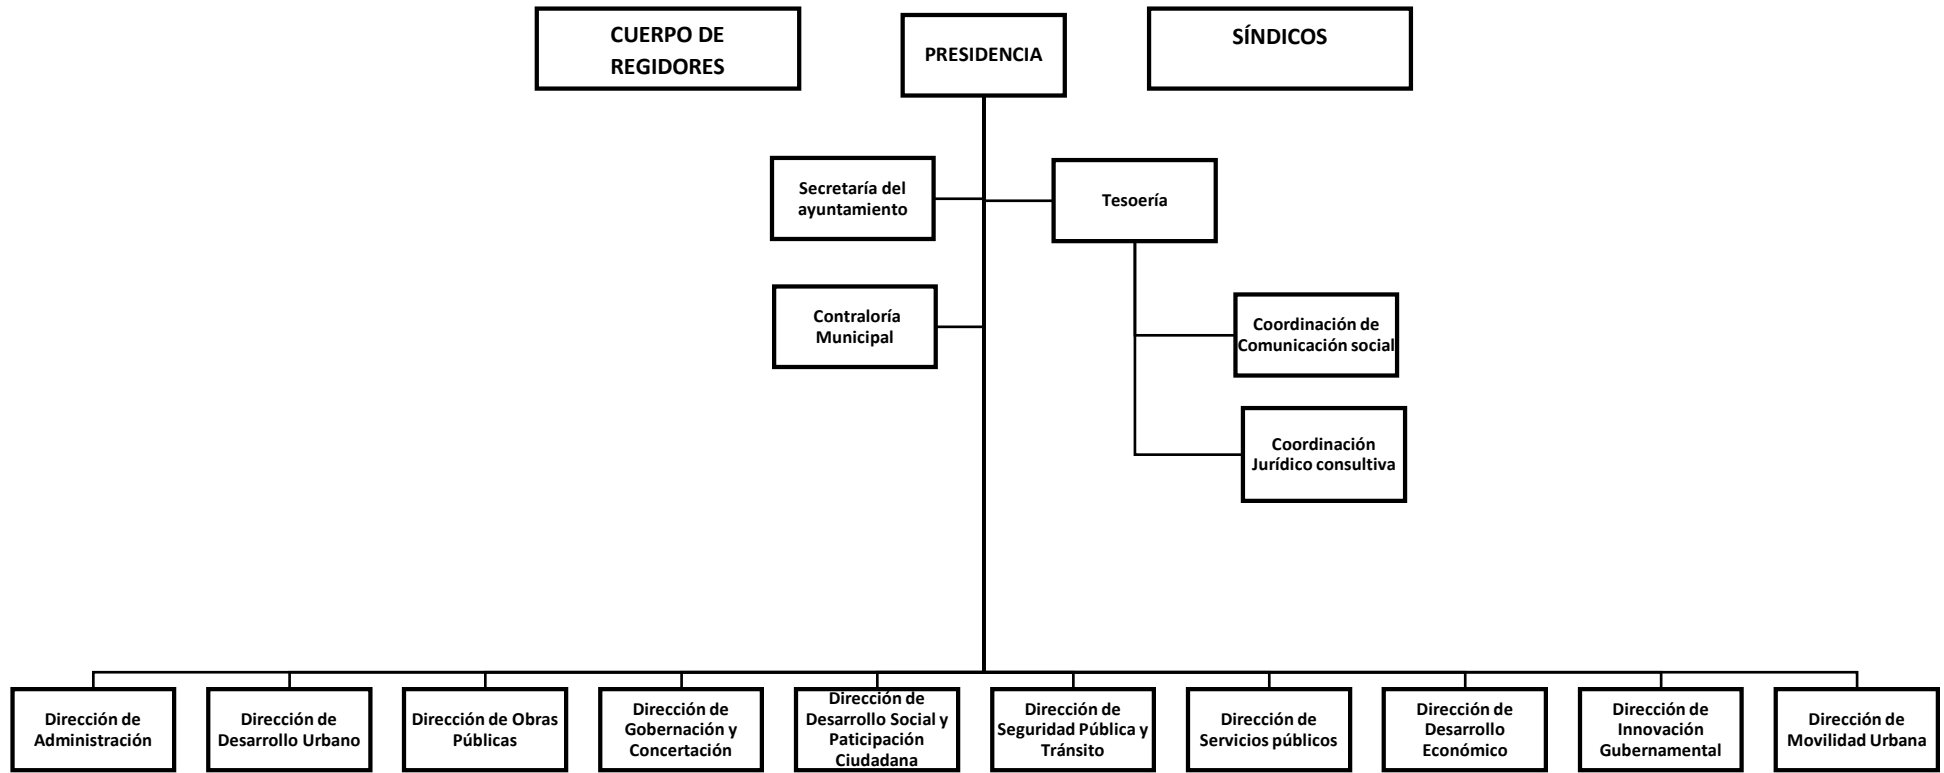 CUERPO DE
REGIDORES
PRESIDENCIA
SÍNDICOS
Secretaría del
ayuntamiento
Tesoería
Contraloría
Municipal
Coordinación de
Comunicación social
Coordinación
Jurídico consultiva
Dirección de
Administración
Dirección de
Desarrollo Urbano
Dirección de Obras
Públicas
Dirección de
Gobernación y
Concertación
Dirección de
Desarrollo Social y
Paticipación
Ciudadana
Dirección de
Seguridad Pública y
Tránsito
Dirección de
Servicios públicos
Dirección de
Desarrollo
Económico
Dirección de
Innovación
Gubernamental
Dirección de
Movilidad Urbana